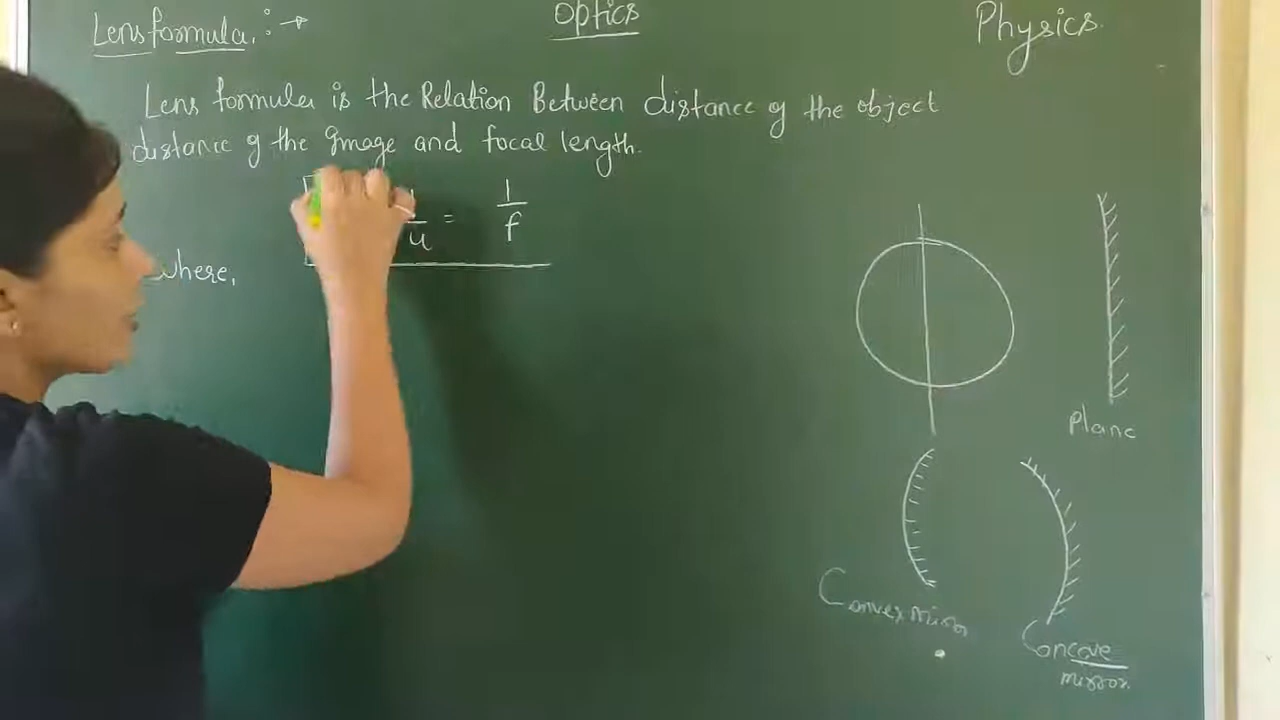 Lens formula :→
Optics
Physics
Lens formula is the Relation Between distance of the object
distance of the Image and focal length.
1/u = 1/f
where,
Plane
Convex mirror
Concave
mirror